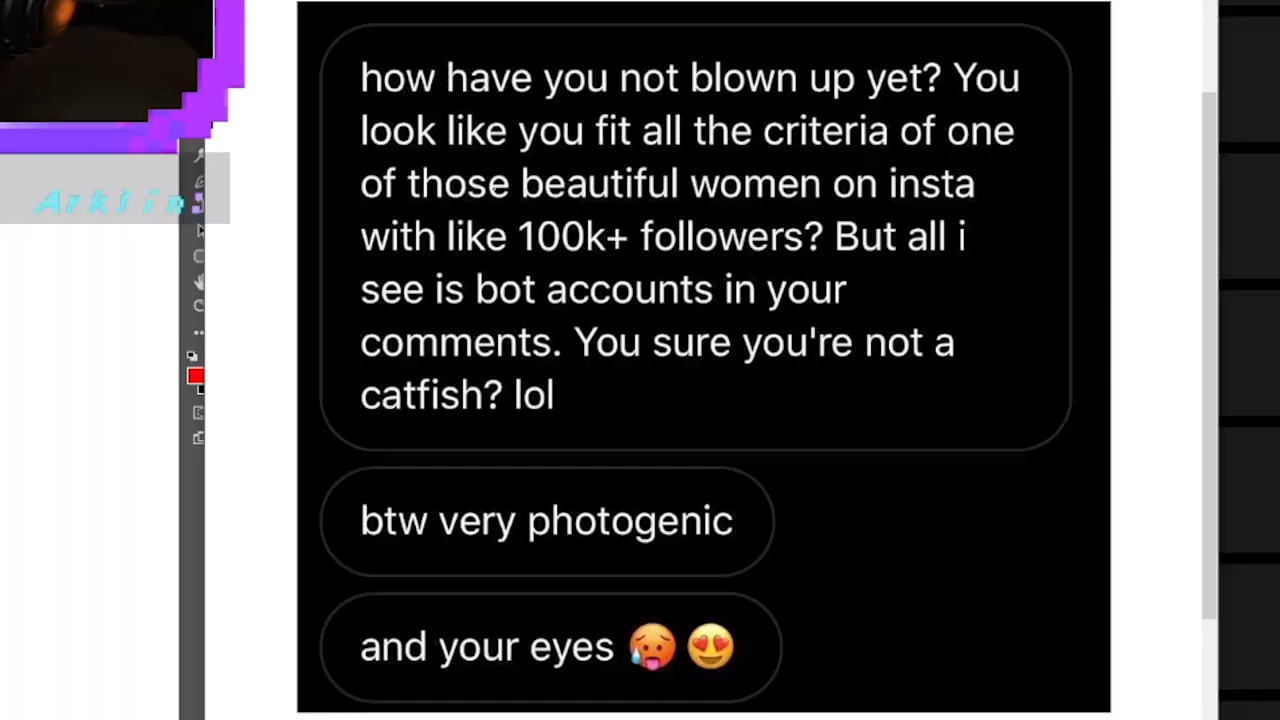 how have you not blown up yet? You
look like you fit all the criteria of one
of those beautiful women on insta
with like 100k+ followers? But all i
see is bot accounts in your
comments. You sure you're not a
catfish? lol
btw very photogenic
and your eyes 🥵 😍
Arkiin